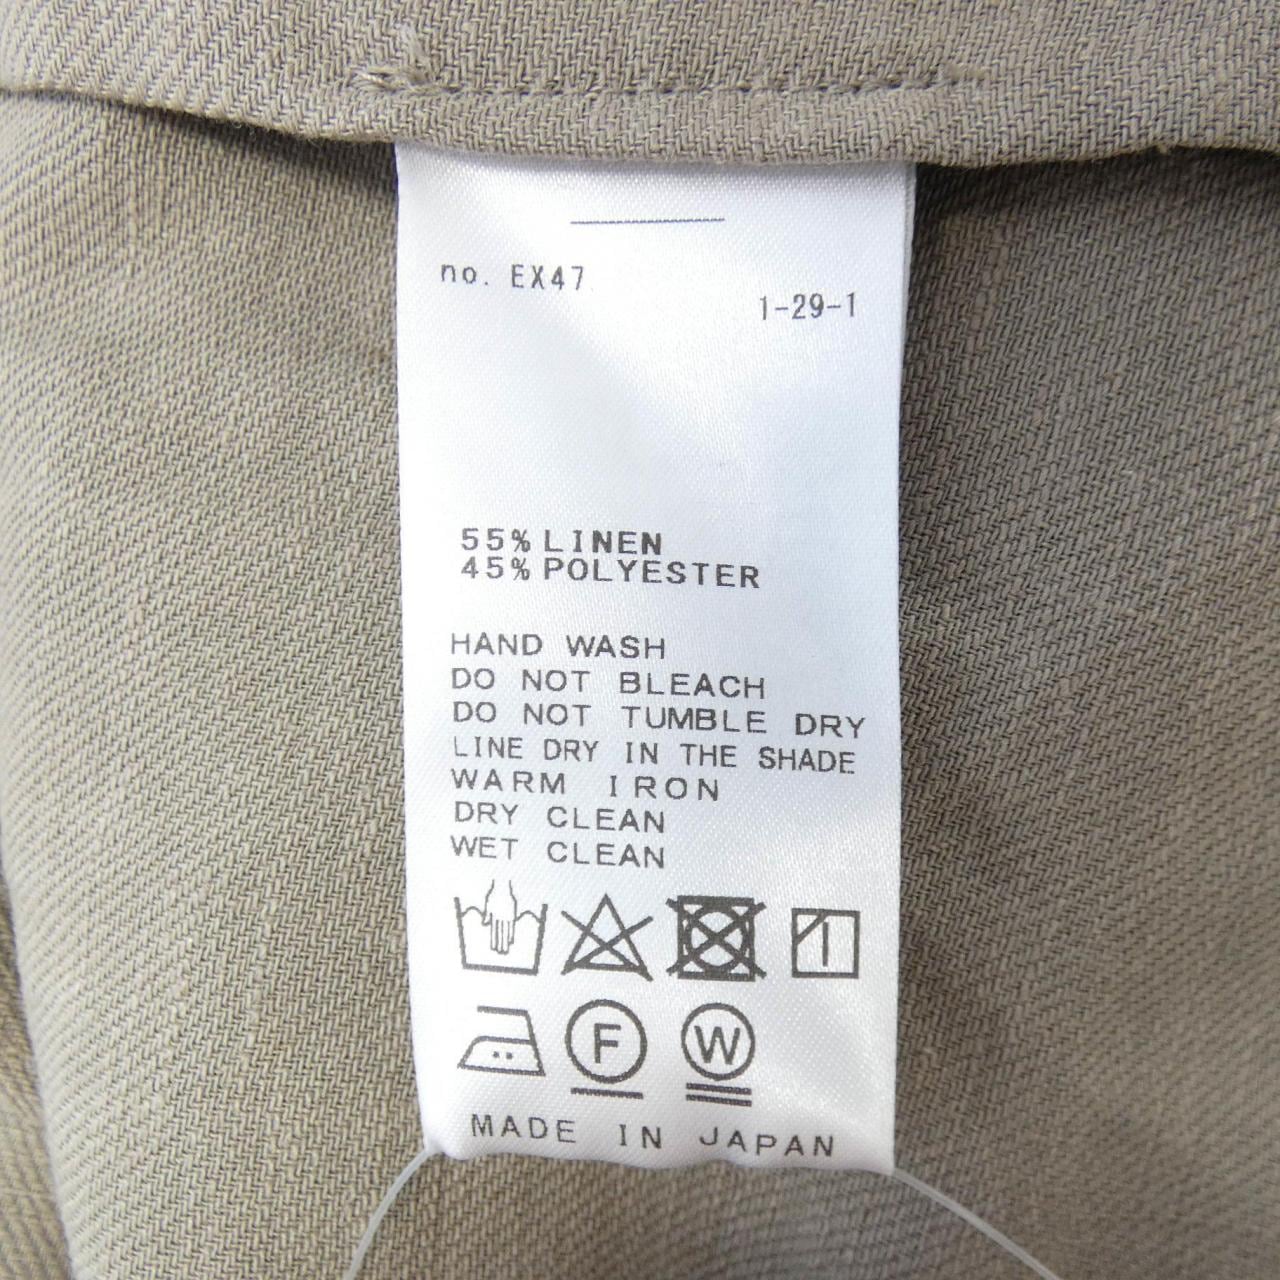 no. EX47
1-29-1
55% LINEN
45% POLYESTER
HAND WASH
DO NOT BLEACH
DO NOT TUMBLE DRY
LINE DRY IN THE SHADE
WARM IRON
DRY CLEAN
WET CLEAN
F W
MADE IN JAPAN